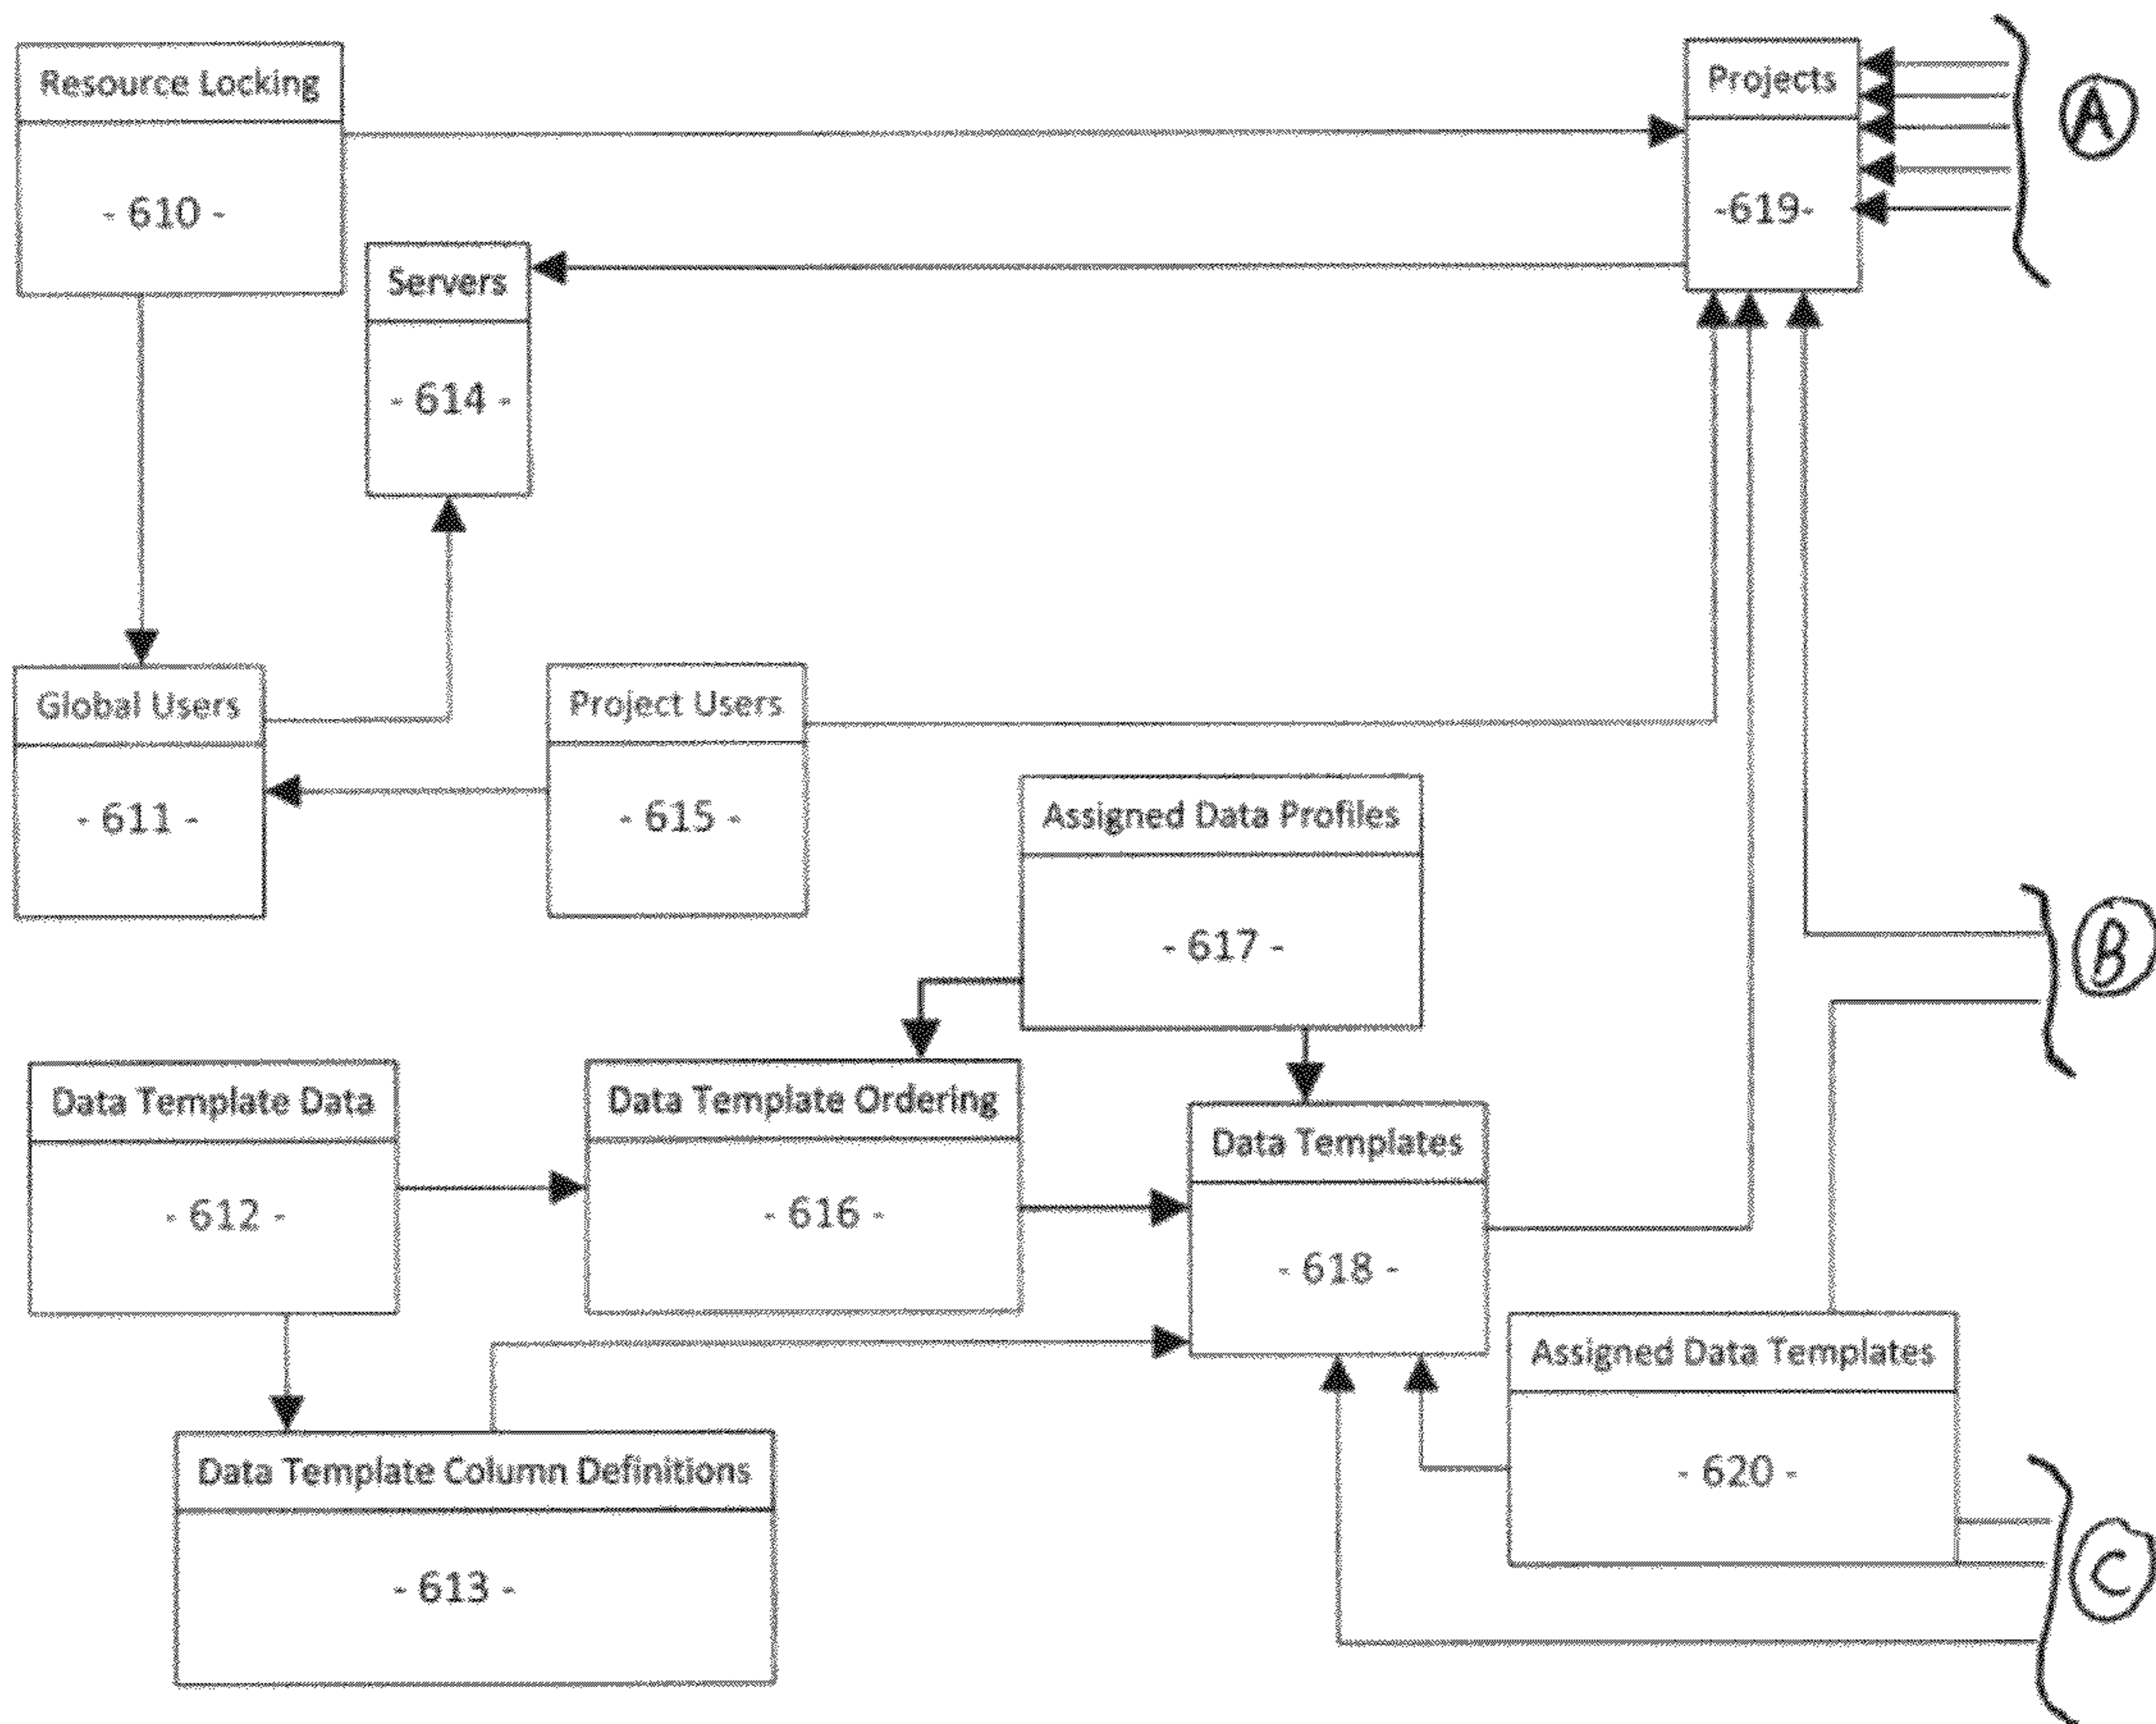 Resource Locking
- 610 -
Projects
-619-
A
Servers
- 614 -
Global Users
- 611 -
Project Users
- 615 -
Assigned Data Profiles
- 617 -
B
Data Template Data
- 612 -
Data Template Ordering
- 616 -
Data Templates
- 618 -
Assigned Data Templates
- 620 -
Data Template Column Definitions
- 613 -
C